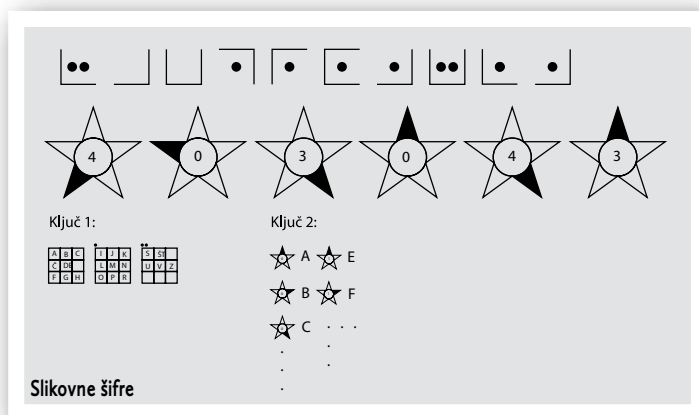 4 0 3 0 4 3
Ključ 1:
Ključ 2:
A B C
Č D E
F G H
I J K
L M N
O P R
S Š T
U V Z
A E
B F
C . . .
Slikovne šifre